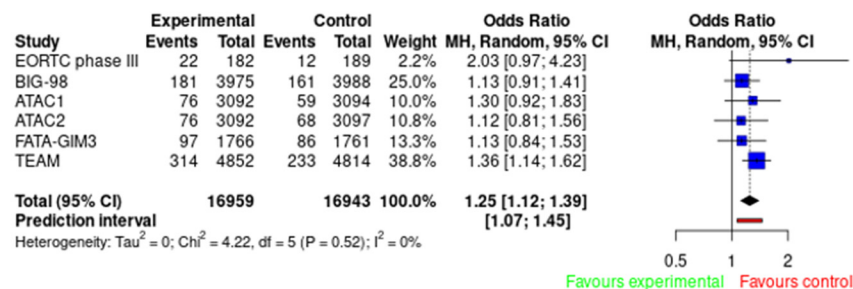 Experimental Control Odds Ratio Odds Ratio
Study Events Total Events Total Weight MH, Random, 95% CI MH, Random, 95% CI
EORTC phase III 22 182 12 189 2.2% 2.03 [0.97; 4.23]
BIG-98 181 3975 161 3988 25.0% 1.13 [0.91; 1.41]
ATAC1 76 3092 59 3094 10.0% 1.30 [0.92; 1.83]
ATAC2 76 3092 68 3097 10.8% 1.12 [0.81; 1.56]
FATA-GIM3 97 1766 86 1761 13.3% 1.13 [0.84; 1.53]
TEAM 314 4852 233 4814 38.8% 1.36 [1.14; 1.62]
Total (95% CI) 16959 16943 100.0% 1.25 [1.12; 1.39]
Prediction interval [1.07; 1.45]
Heterogeneity: Tau² = 0; Chi² = 4.22, df = 5 (P = 0.52); I² = 0%
0.5 1 2
Favours experimental Favours control